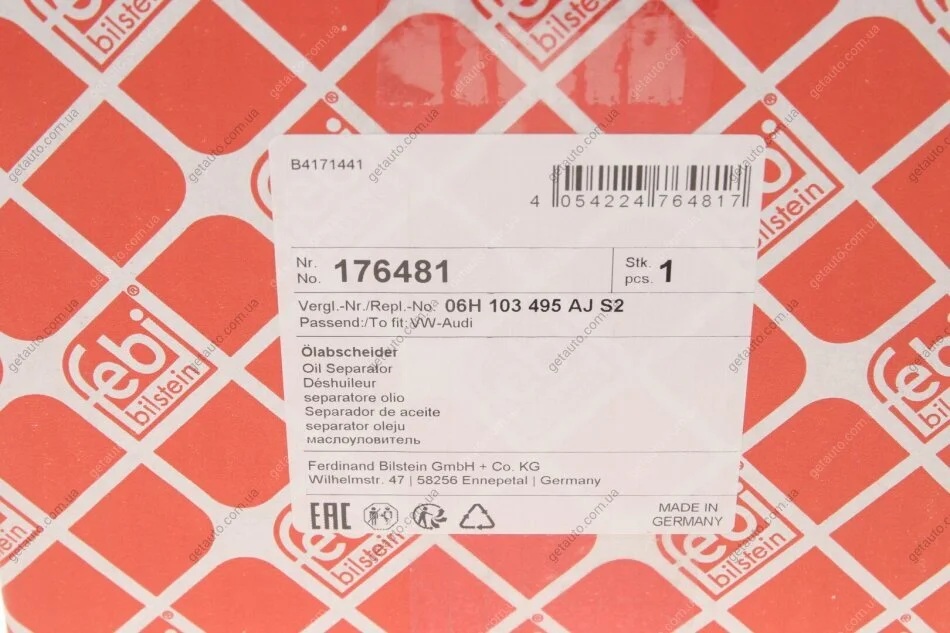 febi
bilstein
B4171441
4 054224 764817
Nr.
No. 176481
Stk.
pcs. 1
Vergl.-Nr./Repl.-No. 06H 103 495 AJ S2
Passend:/To fit:VW-Audi
Ölabscheider
Oil Separator
Déshuileur
separatore olio
Separador de aceite
separator oleju
маслоуловитель
Ferdinand Bilstein GmbH + Co. KG
Wilhelmstr. 47 | 58256 Ennepetal | Germany
EAC
MADE IN
GERMANY
getauto.com.ua